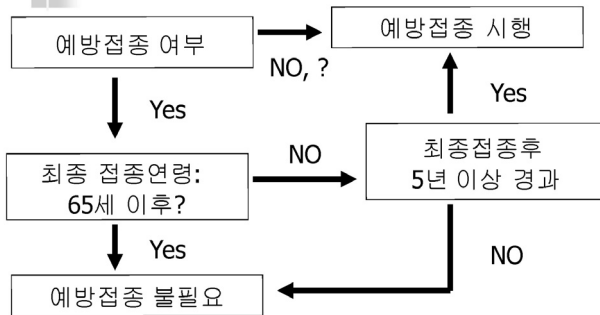 예방접종 여부
예방접종 시행
NO, ?
Yes
Yes
최종 접종연령:
65세 이후?
NO
최종접종후
5년 이상 경과
Yes
NO
예방접종 불필요